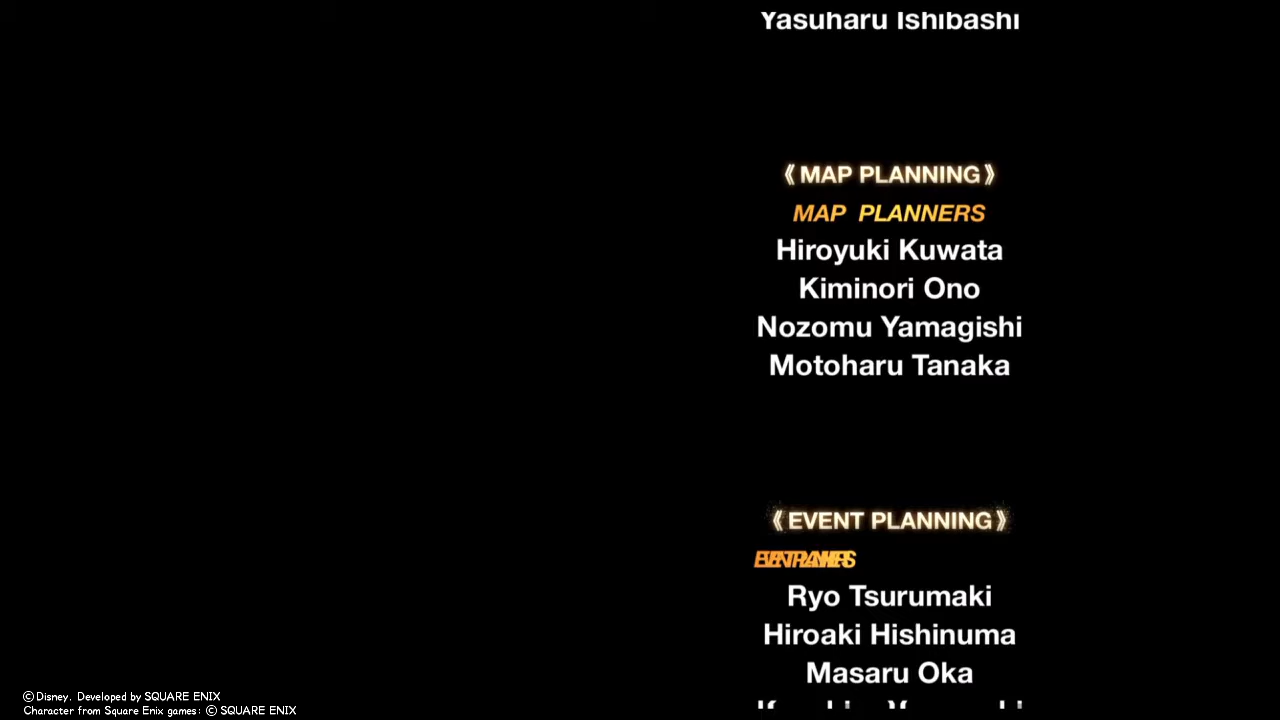 Yasuharu Ishibashi
《MAP PLANNING》
MAP PLANNERS
Hiroyuki Kuwata
Kiminori Ono
Nozomu Yamagishi
Motoharu Tanaka
《EVENT PLANNING》
Ryo Tsurumaki
Hiroaki Hishinuma
Masaru Oka
©Disney. Developed by SQUARE ENIX
Character from Square Enix games: © SQUARE ENIX